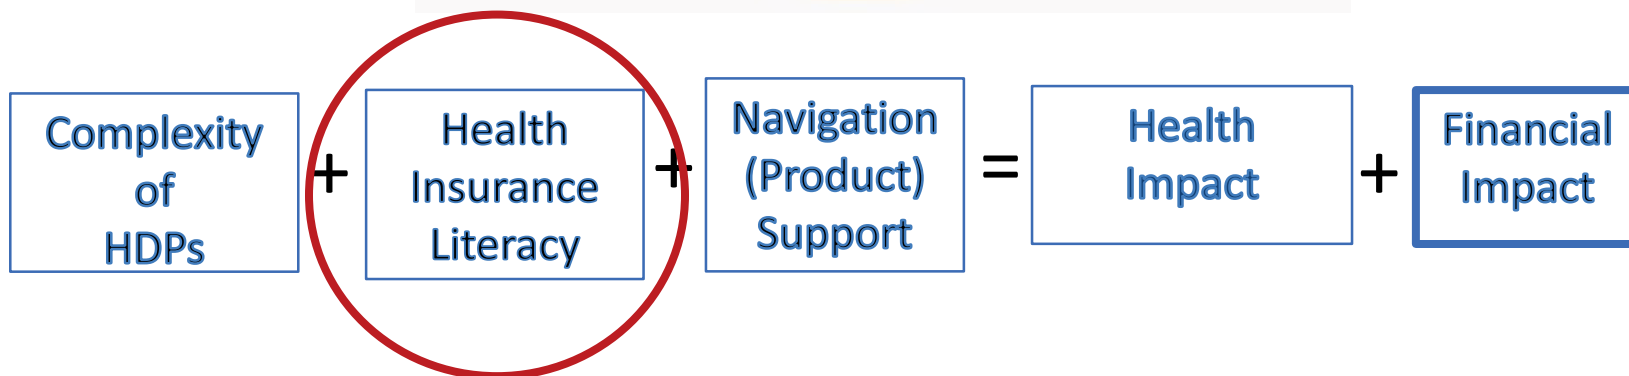 Complexity
of
HDPs
+
Health
Insurance
Literacy
+
Navigation
(Product)
Support
=
Health
Impact
+
Financial
Impact